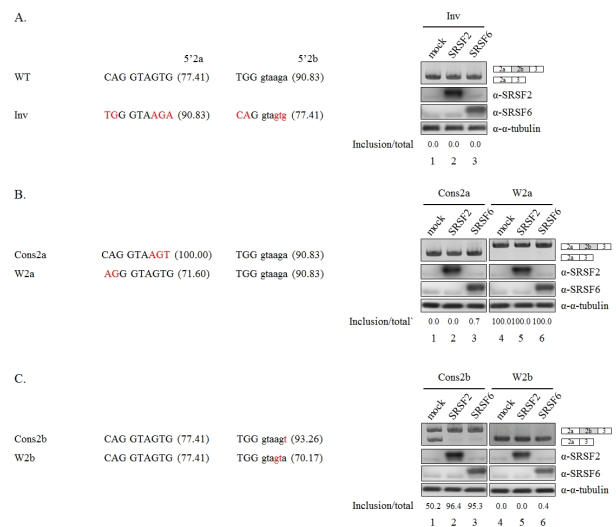 A.
Inv
mock SRSF2 SRSF6
5'2a 5'2b
WT CAG GTAGTG (77.41) TGG gtaaga (90.83)
Inv TGG GTAAGA (90.83) CAG gtagtg (77.41)
2a 2b 3
2a 3
α-SRSF2
α-SRSF6
α-α-tubulin
Inclusion/total 0.0 0.0 0.0
1 2 3
B.
Cons2a W2a
mock SRSF2 SRSF6 mock SRSF2 SRSF6
Cons2a CAG GTAAGT (100.00) TGG gtaaga (90.83)
W2a AGG GTAGTG (71.60) TGG gtaaga (90.83)
2a 2b 3
2a 3
α-SRSF2
α-SRSF6
α-α-tubulin
Inclusion/total` 0.0 0.0 0.7 100.0 100.0 100.0
1 2 3 4 5 6
C.
Cons2b W2b
mock SRSF2 SRSF6 mock SRSF2 SRSF6
Cons2b CAG GTAGTG (77.41) TGG gtaagt (93.26)
W2b CAG GTAGTG (77.41) TGG gtagta (70.17)
2a 2b 3
2a 3
α-SRSF2
α-SRSF6
α-α-tubulin
Inclusion/total 50.2 96.4 95.3 0.0 0.0 0.4
1 2 3 4 5 6